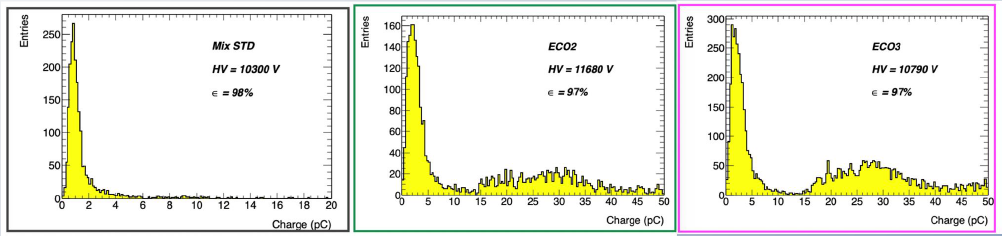 Entries
250
200
150
100
50
0
0 2 4 6 8 10 12 14 16 18 20
Charge (pC)
Mix STD
HV = 10300 V
∈ = 98%
Entries
160
140
120
100
80
60
40
20
0
0 5 10 15 20 25 30 35 40 45 50
Charge (pC)
ECO2
HV = 11680 V
∈ = 97%
Entries
300
250
200
150
100
50
0
0 5 10 15 20 25 30 35 40 45 50
Charge (pC)
ECO3
HV = 10790 V
∈ = 97%